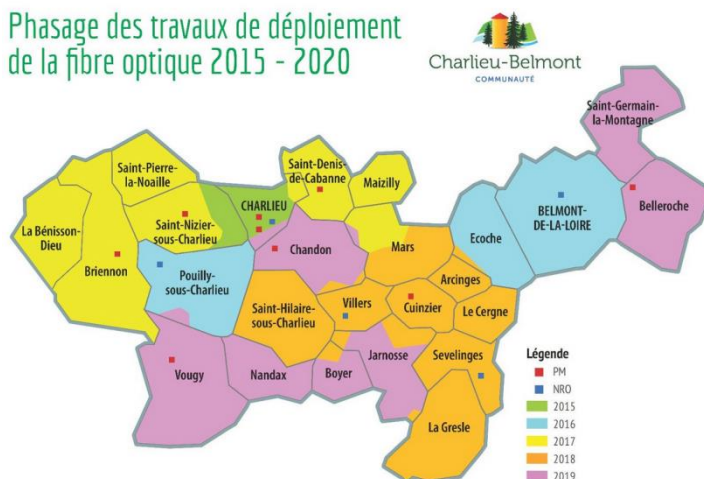 Phasage des travaux de déploiement
de la fibre optique 2015 - 2020
Charlieu-Belmont
COMMUNAUTÉ
Saint-Germain-
la-Montagne
Saint-Pierre-
la-Noaille
Saint-Denis-
de-Cabanne
Maizilly
CHARLIEU
BELMONT-
DE-LA-LOIRE
Belleroche
La Bénisson-
Dieu
Saint-Nizier-
sous-Charlieu
Briennon
Chandon
Mars
Ecoche
Pouilly-
sous-Charlieu
Arcinges
Saint-Hilaire-
sous-Charlieu
Villers
Cuinzier
Le Cergne
Vougy
Nandax
Boyer
Jarnosse
Sevelinges
La Gresle
Légende
PM
NRO
2015
2016
2017
2018
2019